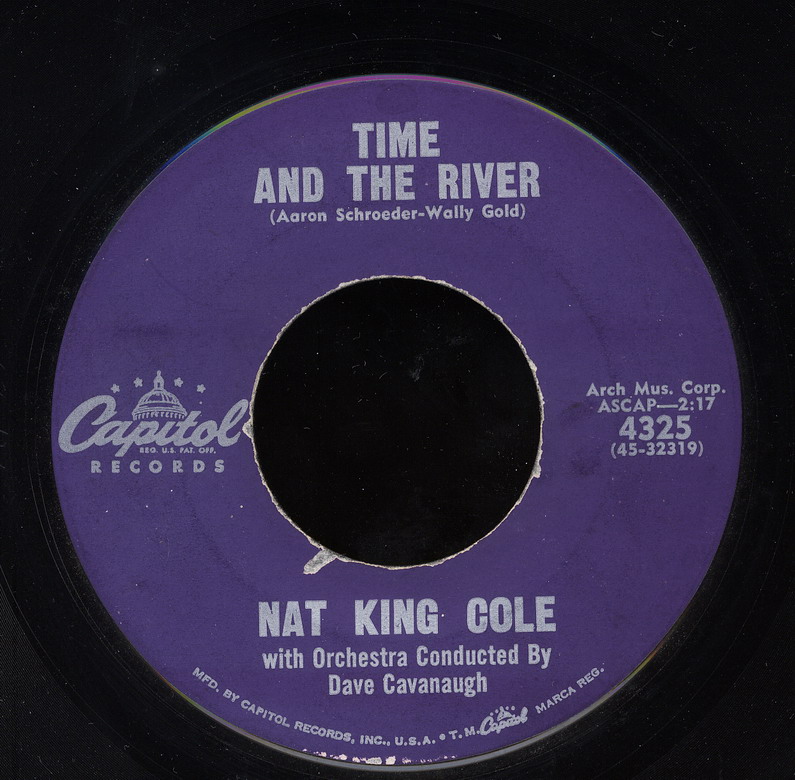 TIME
AND THE RIVER
(Aaron Schroeder-Wally Gold)
Capitol
REG. U.S. PAT. OFF.
RECORDS
Arch Mus. Corp.
ASCAP—2:17
4325
(45-32319)
NAT KING COLE
with Orchestra Conducted By
Dave Cavanaugh
MFD. BY CAPITOL RECORDS, INC., U.S.A. • T.M. Capitol MARCA REG.